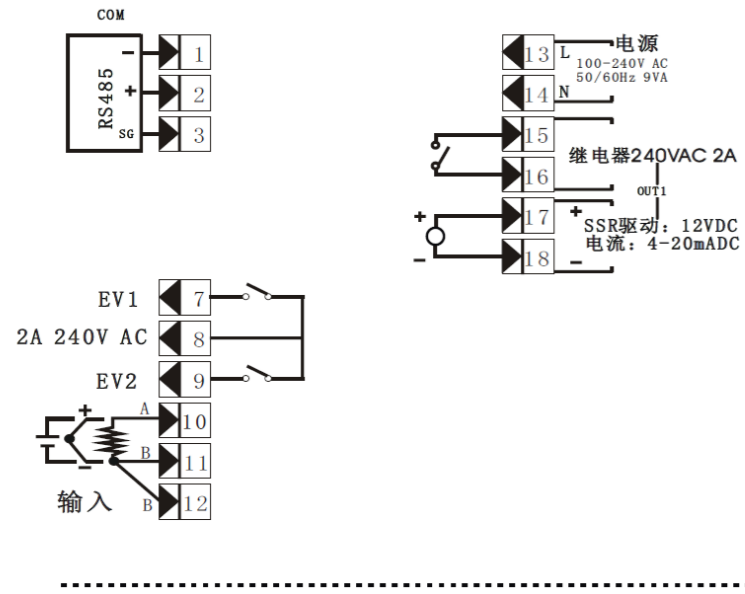 COM
- 1
RS485
+ 2
SG 3
13 L 电源
100-240V AC
50/60Hz 9VA
14 N
15
继电器240VAC 2A
16
OUT1
+ 17 +
SSR驱动：12VDC
电流：4-20mADC
- 18 -
EV1 7
2A 240V AC 8
EV2 9
+ A 10
- B 11
输入 B 12